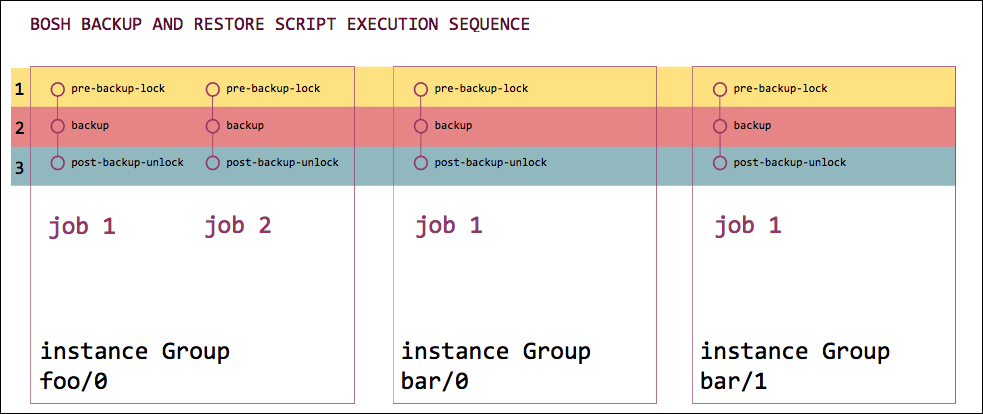 BOSH BACKUP AND RESTORE SCRIPT EXECUTION SEQUENCE
1 pre-backup-lock pre-backup-lock pre-backup-lock pre-backup-lock
2 backup backup backup backup
3 post-backup-unlock post-backup-unlock post-backup-unlock post-backup-unlock
job 1 job 2 job 1 job 1
instance Group instance Group instance Group
foo/0 bar/0 bar/1